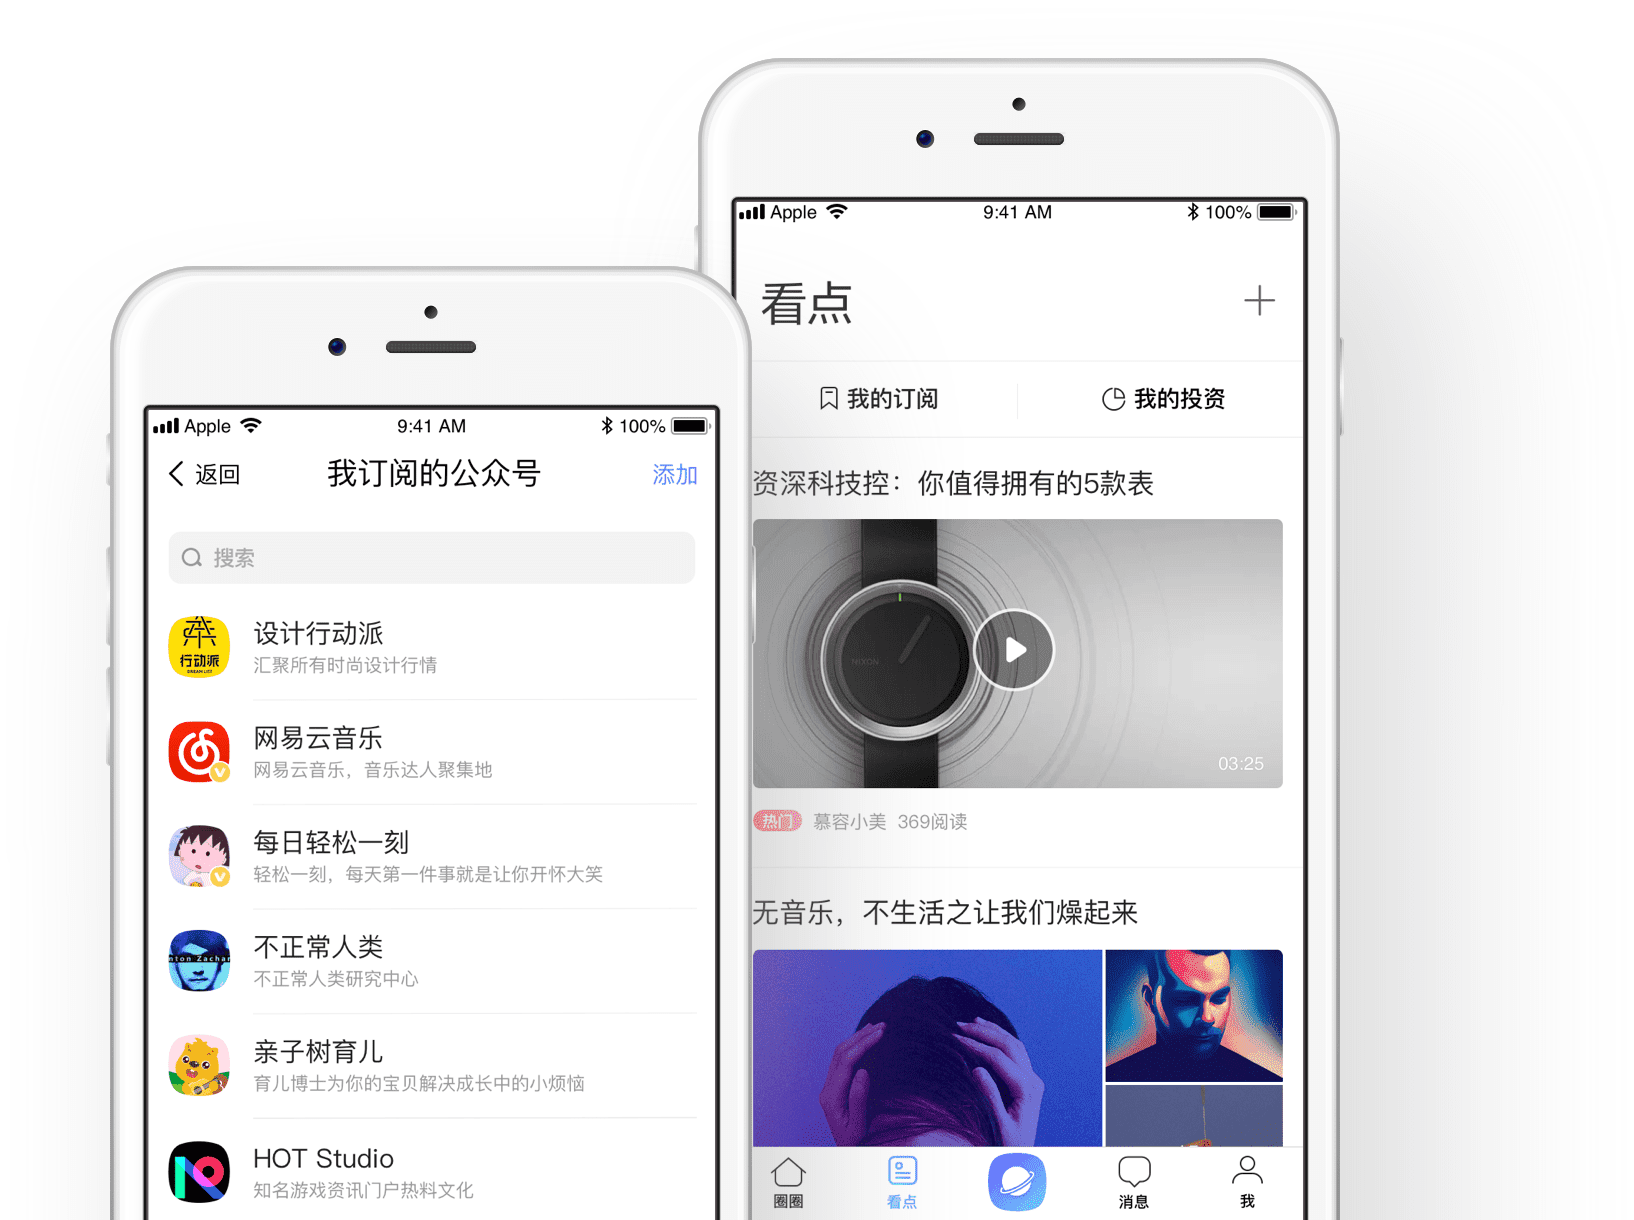 Apple
9:41 AM
100%
返回
我订阅的公众号
添加
搜索
行动派
DREAM LIST
设计行动派
汇聚所有时尚设计行情
网易云音乐
网易云音乐，音乐达人聚集地
每日轻松一刻
轻松一刻，每天第一件事就是让你开怀大笑
nton Zachar
不正常人类
不正常人类研究中心
亲子树育儿
育儿博士为你的宝贝解决成长中的小烦恼
HOT Studio
知名游戏资讯门户热料文化
Apple
9:41 AM
100%
看点
我的订阅
我的投资
资深科技控：你值得拥有的5款表
NIXON
03:25
热门 慕容小美 369阅读
无音乐，不生活之让我们燥起来
圈圈
看点
消息
我